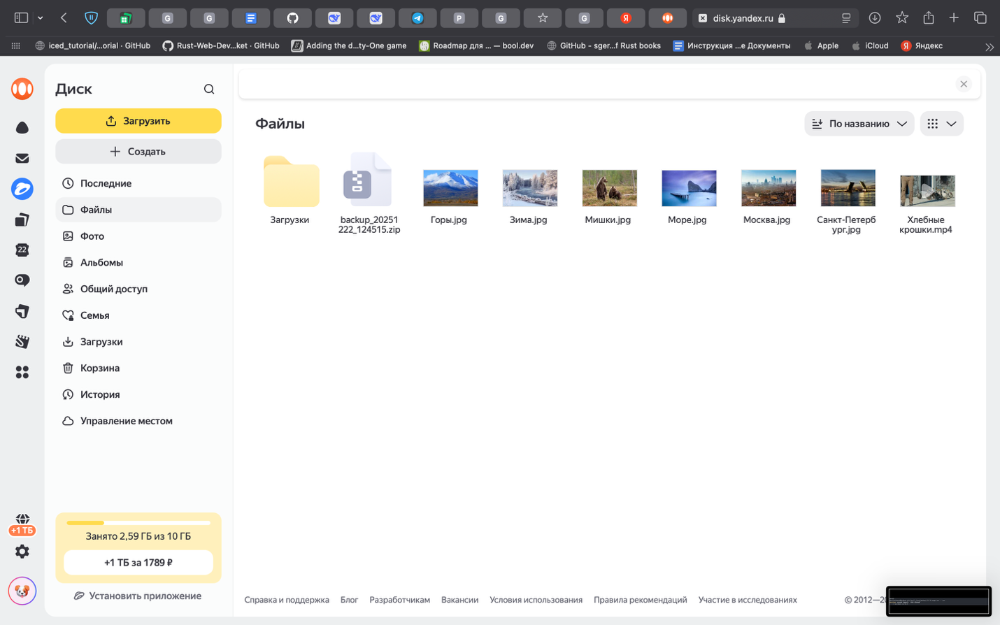 disk.yandex.ru
iced_tutorial/...orial · GitHub
Rust-Web-Dev...ket · GitHub
Adding the d...ty-One game
Roadmap для ... — bool.dev
GitHub - sger...f Rust books
Инструкция ...е Документы
Apple
iCloud
Яндекс
Диск
Загрузить
Создать
Последние
Файлы
Фото
Альбомы
Общий доступ
Семья
Загрузки
Корзина
История
Управление местом
22
+1 ТБ
Занято 2,59 ГБ из 10 ГБ
+1 ТБ за 1789 ₽
Установить приложение
Файлы
По названию
Загрузки
backup_20251
222_124515.zip
Горы.jpg
Зима.jpg
Мишки.jpg
Море.jpg
Москва.jpg
Санкт-Петерб
ург.jpg
Хлебные
крошки.mp4
Справка и поддержка
Блог
Разработчикам
Вакансии
Условия использования
Правила рекомендаций
Участие в исследованиях
© 2012—20